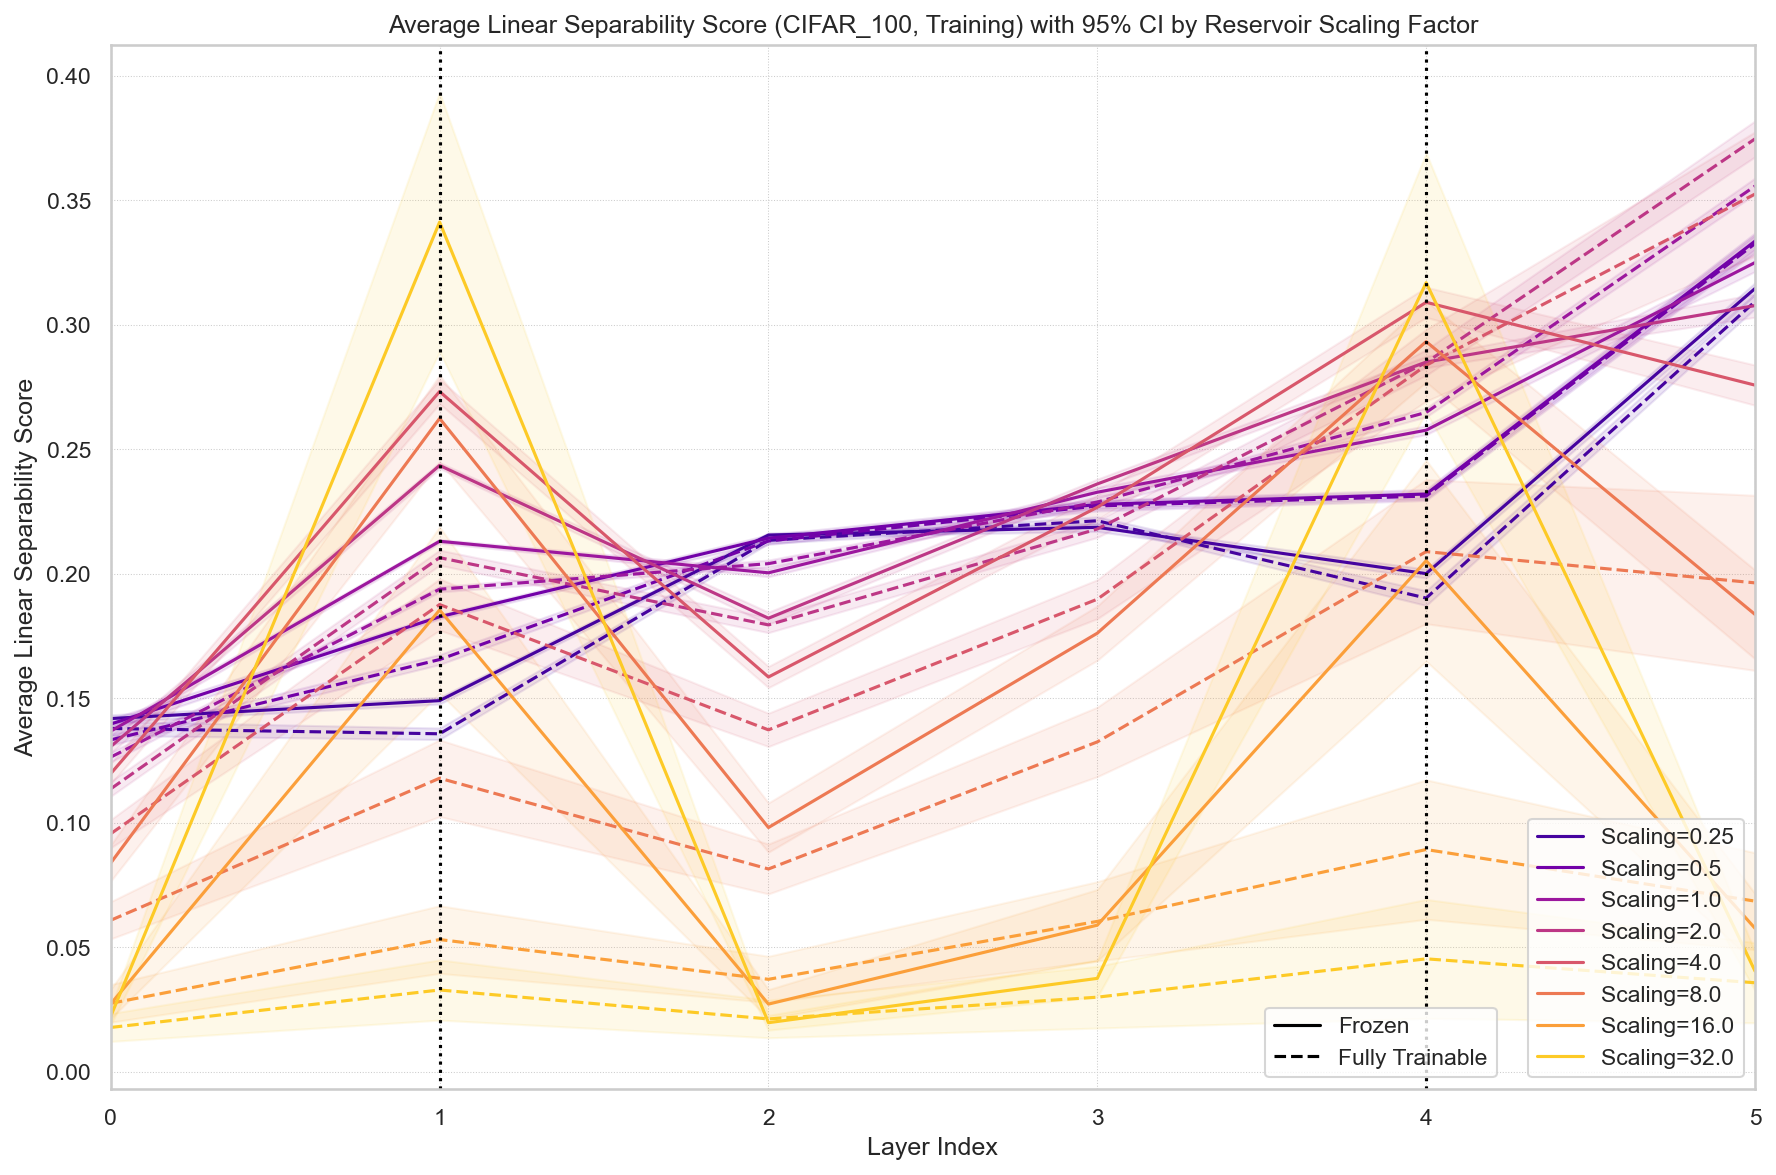 Average Linear Separability Score (CIFAR_100, Training) with 95% CI by Reservoir Scaling Factor
Average Linear Separability Score
0.40
0.35
0.30
0.25
0.20
0.15
0.10
0.05
0.00
Scaling=0.25
Scaling=0.5
Scaling=1.0
Scaling=2.0
Scaling=4.0
Scaling=8.0
Scaling=16.0
Scaling=32.0
Frozen
Fully Trainable
0 1 2 3 4 5
Layer Index